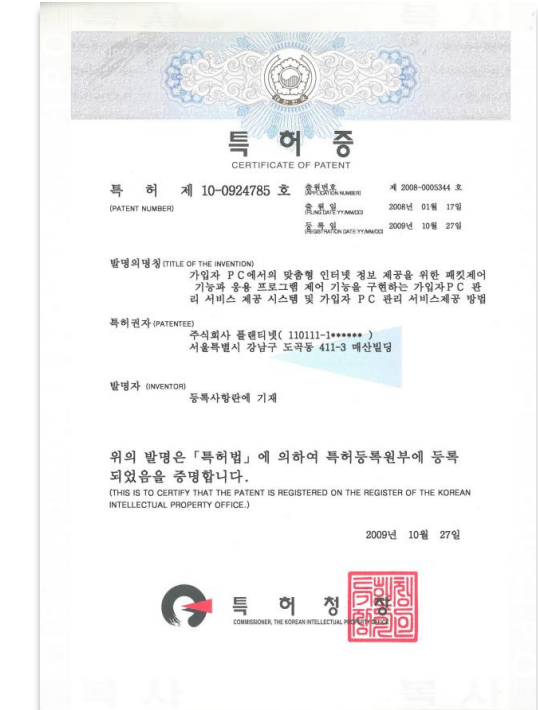 복 사
특 허 증
CERTIFICATE OF PATENT
특 허 제 10-0924785 호
(PATENT NUMBER)
출원번호 제 2008-0005344 호
(APPLICATION NUMBER)
출 원 일 2008년 01월 17일
(FILING DATE:YY/MM/DD)
등 록 일 2009년 10월 27일
(REGISTRATION DATE:YY/MM/DD)
발명의명칭(TITLE OF THE INVENTION)
가입자 PC에서의 맞춤형 인터넷 정보 제공을 위한 패킷제어
기능과 응용 프로그램 제어 기능을 구현하는 가입자PC 관
리 서비스 제공 시스템 및 가입자PC 관리 서비스제공 방법
특허권자(PATENTEE)
주식회사 플랜티넷( 110111-1****** )
서울특별시 강남구 도곡동 411-3 매산빌딩
발명자 (INVENTOR)
등록사항란에 기재
위의 발명은「특허법」에 의하여 특허등록원부에 등록
되었음을 증명합니다.
(THIS IS TO CERTIFY THAT THE PATENT IS REGISTERED ON THE REGISTER OF THE KOREAN
INTELLECTUAL PROPERTY OFFICE.)
2009년 10월 27일
특 허 청 장
COMMISSIONER, THE KOREAN INTELLECTUAL PROPERTY OFFICE